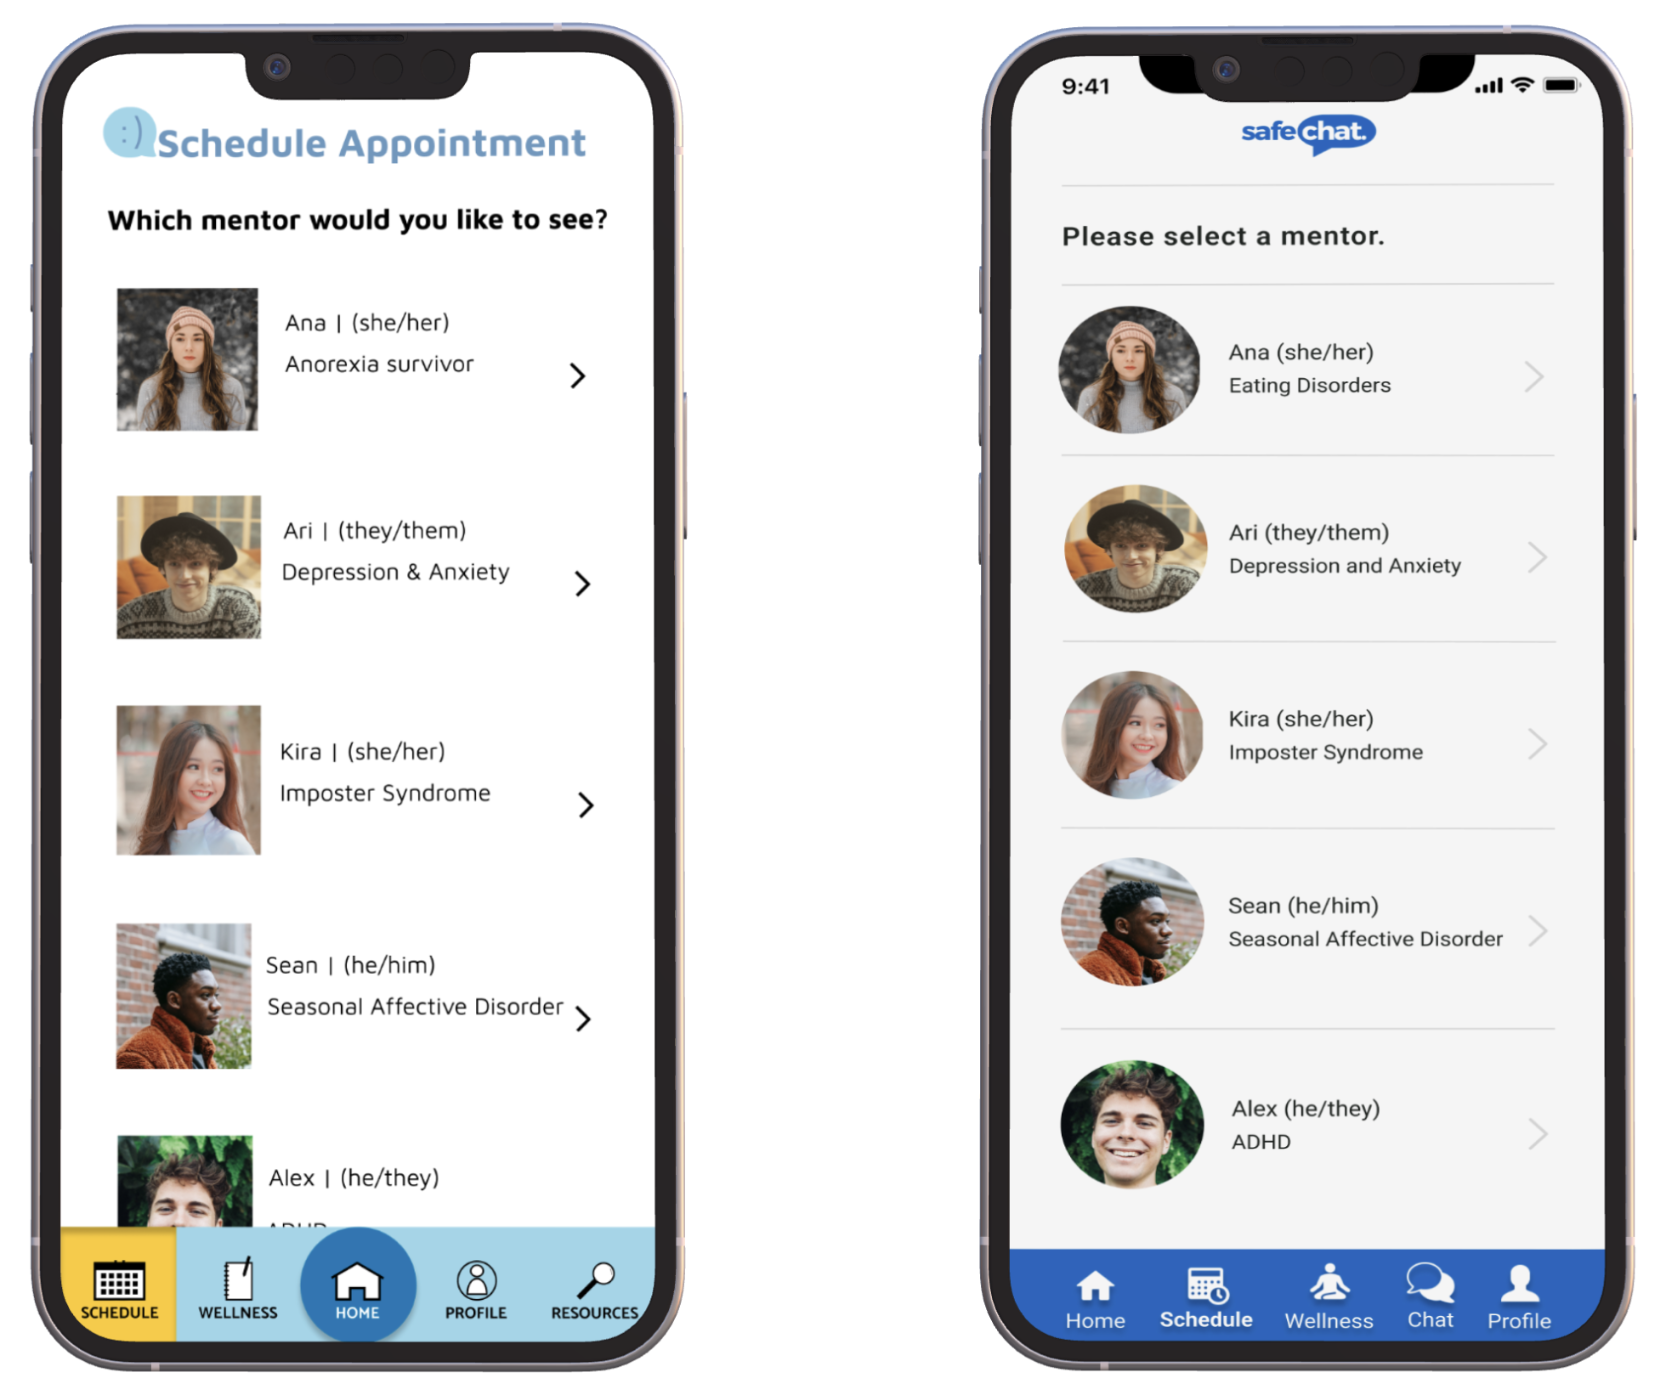 :)
Schedule Appointment
Which mentor would you like to see?
Ana | (she/her)
Anorexia survivor
Ari | (they/them)
Depression & Anxiety
Kira | (she/her)
Imposter Syndrome
Sean | (he/him)
Seasonal Affective Disorder
Alex | (he/they)
ADHD
SCHEDULE
WELLNESS
HOME
PROFILE
RESOURCES
9:41
safechat.
Please select a mentor.
Ana (she/her)
Eating Disorders
Ari (they/them)
Depression and Anxiety
Kira (she/her)
Imposter Syndrome
Sean (he/him)
Seasonal Affective Disorder
Alex (he/they)
ADHD
Home
Schedule
Wellness
Chat
Profile